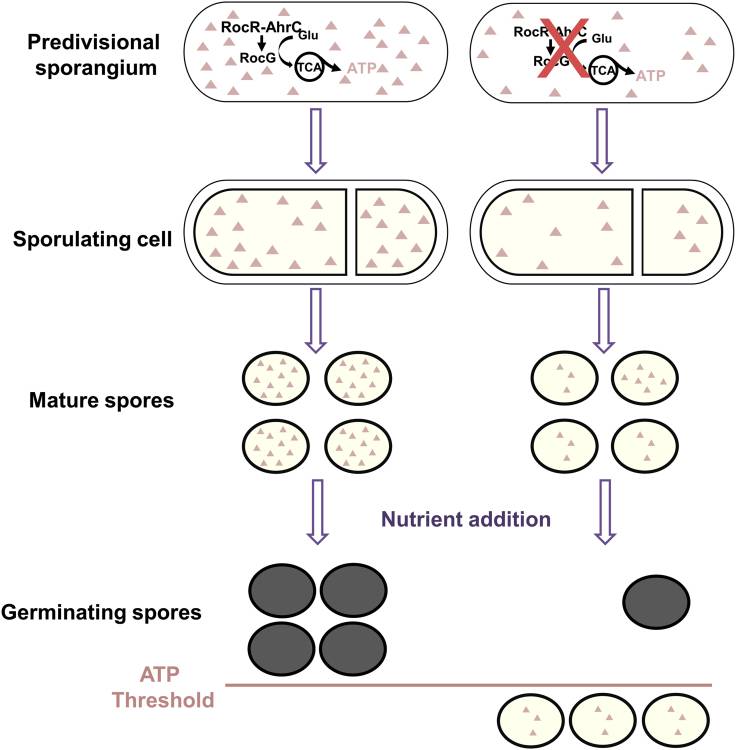 Predivisional
sporangium
RocR-AhrC
Glu
RocG
TCA
ATP
RocR-AhrC
Glu
RocG
TCA
ATP
Sporulating cell
Mature spores
Nutrient addition
Germinating spores
ATP
Threshold